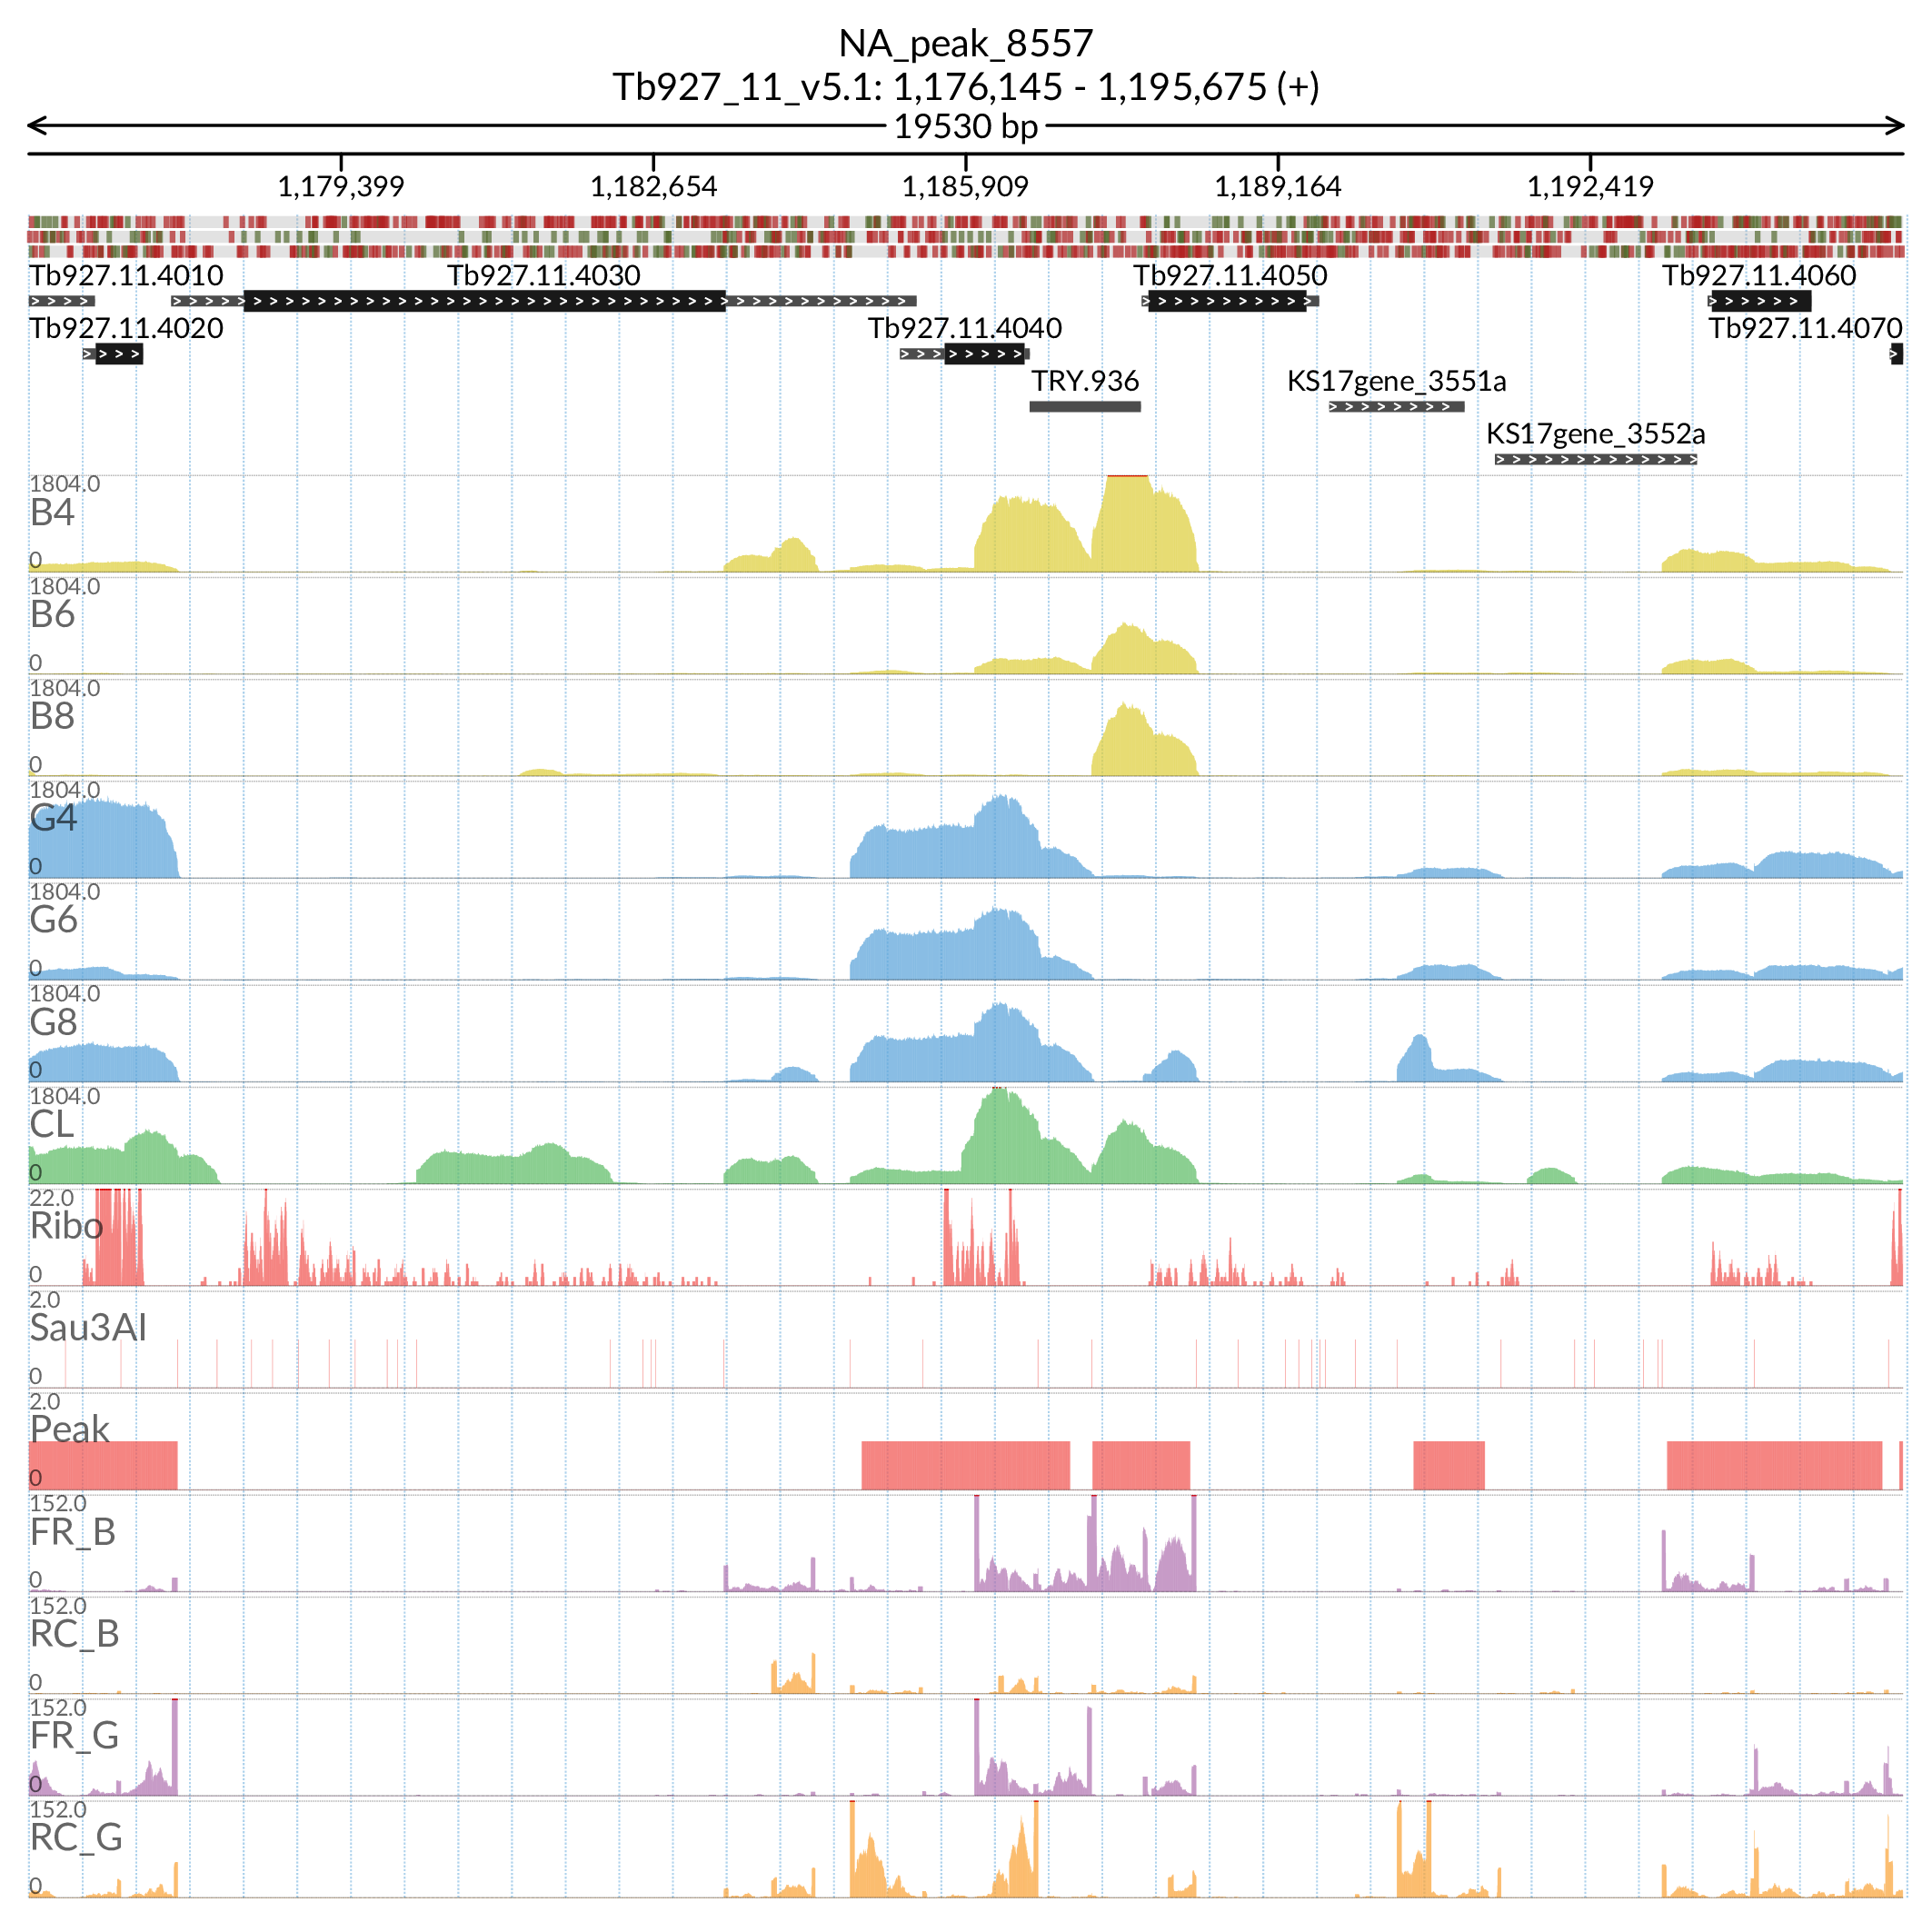 NA_peak_8557
Tb927_11_v5.1: 1,176,145 - 1,195,675 (+)
19530 bp
1,179,399 1,182,654 1,185,909 1,189,164 1,192,419
Tb927.11.4010 Tb927.11.4030 Tb927.11.4050 Tb927.11.4060
Tb927.11.4020 Tb927.11.4040 Tb927.11.4070
TRY.936 KS17gene_3551a
KS17gene_3552a
1804.0
B4
0
1804.0
B6
0
1804.0
B8
0
1804.0
G4
0
1804.0
G6
0
1804.0
G8
0
1804.0
CL
0
22.0
Ribo
0
2.0
Sau3AI
0
2.0
Peak
0
152.0
FR_B
0
152.0
RC_B
0
152.0
FR_G
0
152.0
RC_G
0